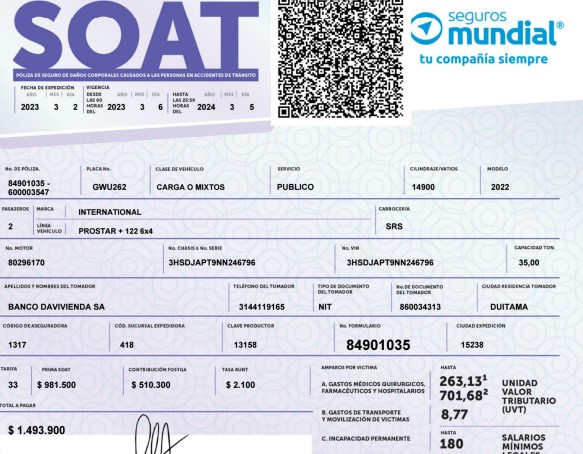 SOAT
seguros
mundial®
tu compañía siempre
PÓLIZA DE SEGURO DE DAÑOS CORPORALES CAUSADOS A LAS PERSONAS EN ACCIDENTES DE TRÁNSITO
FECHA DE EXPEDICIÓN VIGENCIA
AÑO MES DIA DESDE LAS 00 HORAS DEL AÑO MES DIA HASTA LAS 23:59 HORAS DEL AÑO MES DIA
2023 3 2 2023 3 6 2024 3 5
No. DE PÓLIZA. PLACA No. CLASE DE VEHÍCULO SERVICIO CILINDRAJE/VATIOS MODELO
84901035 - 600003547 GWU262 CARGA O MIXTOS PUBLICO 14900 2022
PASAJEROS MARCA INTERNATIONAL CARROCERÍA
2 LÍNEA VEHÍCULO PROSTAR + 122 6x4 SRS
No. MOTOR No. CHASIS ó No. SERIE No. VIN CAPACIDAD TON.
80296170 3HSDJAPT9NN246796 3HSDJAPT9NN246796 35,00
APELLIDOS Y NOMBRES DEL TOMADOR TELÉFONO DEL TOMADOR TIPO DE DOCUMENTO DEL TOMADOR No.DE DOCUMENTO DEL TOMADOR CIUDAD RESIDENCIA TOMADOR
BANCO DAVIVIENDA SA 3144119165 NIT 860034313 DUITAMA
CÓDIGO DE ASEGURADORA CÓD. SUCURSAL EXPEDIDORA CLAVE PRODUCTOR No. FORMULARIO CIUDAD EXPEDICIÓN
1317 418 13158 84901035 15238
TARIFA PRIMA SOAT CONTRIBUCIÓN FOSYGA TASA RUNT AMPAROS POR VICTIMA HASTA
33 $ 981.500 $ 510.300 $ 2.100 A. GASTOS MÉDICOS QUIRURGICOS, FARMACÉUTICOS Y HOSPITALARIOS 263,13¹ 701,68² UNIDAD VALOR TRIBUTARIO (UVT)
TOTAL A PAGAR B. GASTOS DE TRANSPORTE Y MOVILIZACIÓN DE VICTIMAS 8,77
$ 1.493.900 C. INCAPACIDAD PERMANENTE HASTA 180 SALARIOS MÍNIMOS